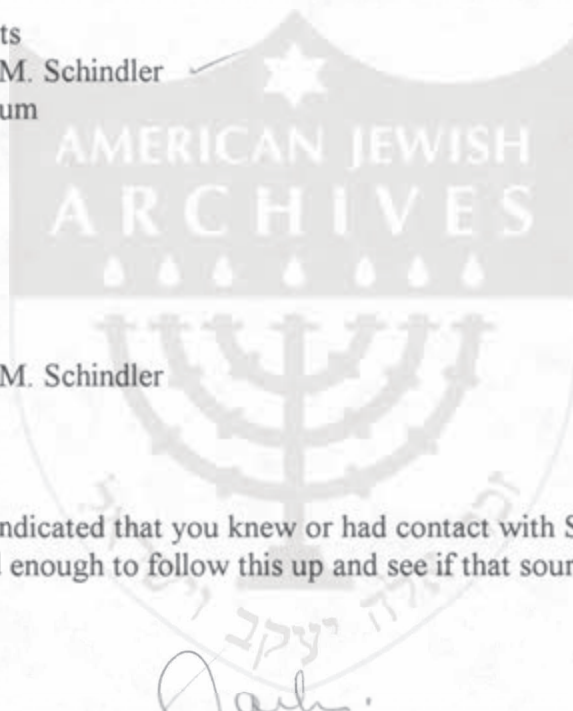 ts
M. Schindler
um
AMERICAN JEWISH
ARCHIVES
M. Schindler
ndicated that you knew or had contact with S
l enough to follow this up and see if that sour
יעקב